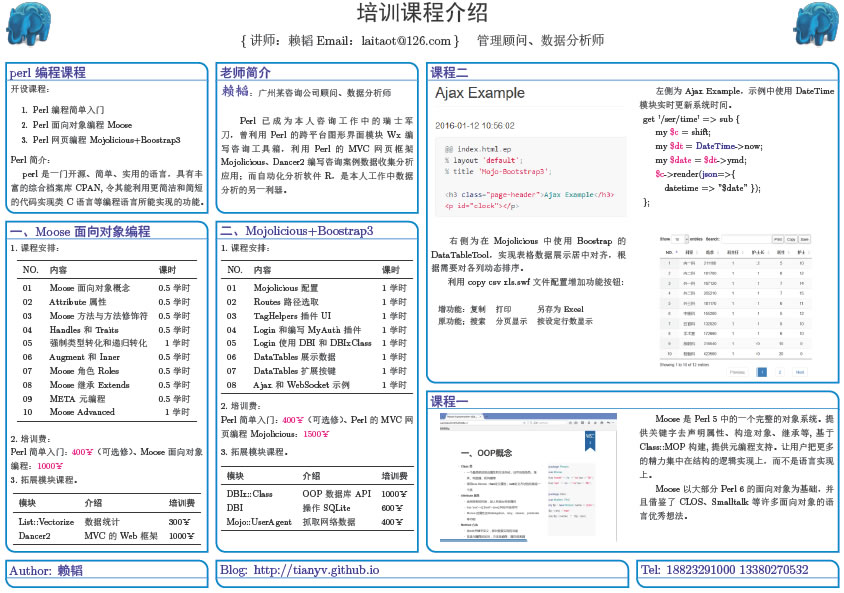 培训课程介绍
{ 讲师：赖韬 Email：laitaot@126.com }　管理顾问、数据分析师
perl 编程课程
开设课程：
1. Perl 编程简单入门
2. Perl 面向对象编程 Moose
3. Perl 网页编程 Mojolicious+Boostrap3
Perl 简介：
perl 是一门开源、简单、实用的语言，具有丰
富的综合档案库 CPAN, 令其能利用更简洁和简短
的代码实现类 C 语言等编程语言所能实现的功能。
老师简介
赖韬：广州某咨询公司顾问、数据分析师
Perl 已成为本人咨询工作中的瑞士军
刀，曾利用 Perl 的跨平台图形界面模块 Wx 编
写咨询工具箱，利用 Perl 的 MVC 网页框架
Mojolicious、Dancer2 编写咨询案例数据收集分析
应用；而自动化分析软件 R，是本人工作中数据
分析的另一利器。
一、Moose 面向对象编程
1. 课程安排：
NO. 内容 课时
01 Moose 面向对象概念 0.5 学时
02 Attribute 属性 0.5 学时
03 Moose 方法与方法修饰符 0.5 学时
04 Handles 和 Traits 0.5 学时
05 强制类型转化和递归转化 1 学时
06 Augment 和 Inner 0.5 学时
07 Moose 角色 Roles 0.5 学时
08 Moose 继承 Extends 0.5 学时
09 META 元编程 0.5 学时
10 Moose Advanced 1 学时
2. 培训费：
Perl 简单入门：400￥（可选修）、Moose 面向对象
编程：1000￥
3. 拓展模块课程。
模块 介绍 培训费
List::Vectorize 数据统计 300￥
Dancer2 MVC 的 Web 框架 1000￥
二、Mojolicious+Boostrap3
1. 课程安排：
NO. 内容 课时
01 Mojolicious 配置 1 学时
02 Routes 路径选取 1 学时
03 TagHelpers 插件 UI 1 学时
04 Login 和编写 MyAuth 插件 1 学时
05 Login 使用 DBI 和 DBIxClass 1 学时
06 DataTables 展示数据 1 学时
07 DataTables 扩展按键 1 学时
08 Ajax 和 WebSocket 示例 1 学时
2. 培训费：
Perl 简单入门：400￥（可选修）、Perl 的 MVC 网
页编程 Mojolicious：1500￥
3. 拓展模块课程。
模块 介绍 培训费
DBIx::Class OOP 数据库 API 1000￥
DBI 操作 SQLite 600￥
Mojo::UserAgent 抓取网络数据 400￥
课程二
Ajax Example
2016-01-12 10:56:02
@@ index.html.ep
% layout 'default';
% title 'Mojo-Bootstrap3';
<h3 class="page-header">Ajax Example</h3>
<p id="clock"></p>
左侧为 Ajax Example，示例中使用 DateTime
模块实时更新系统时间。
get '/ser/time' => sub {
my $c = shift;
my $dt = DateTime->now;
my $date = $dt->ymd;
$c->render(json=>{
datetime => "$date" });
};
右侧为在 Mojolicious 中使用 Boostrap 的
DataTableTool，实现表格数据展示居中对齐，根
据需要对各列动态排序。
利用 copy csv xls.swf 文件配置增加功能按钮:
增功能：复制 打印 另存为 Excel
原功能：搜索 分页显示 按设定行数显示
课程一
一、 OOP概念
Moose 是 Perl 5 中的一个完整的对象系统。提
供关键字去声明属性、构造对象、继承等, 基于
Class::MOP 构建, 提供元编程支持。让用户把更多
的精力集中在结构的逻辑实现上，而不是语言实现
上。
Moose 以大部分 Perl 6 的面向对象为基础，并
且借鉴了 CLOS、Smalltalk 等许多面向对象的语
言优秀想法。
Author: 赖韬
Blog: http://tianyv.github.io
Tel: 18823291000 13380270532